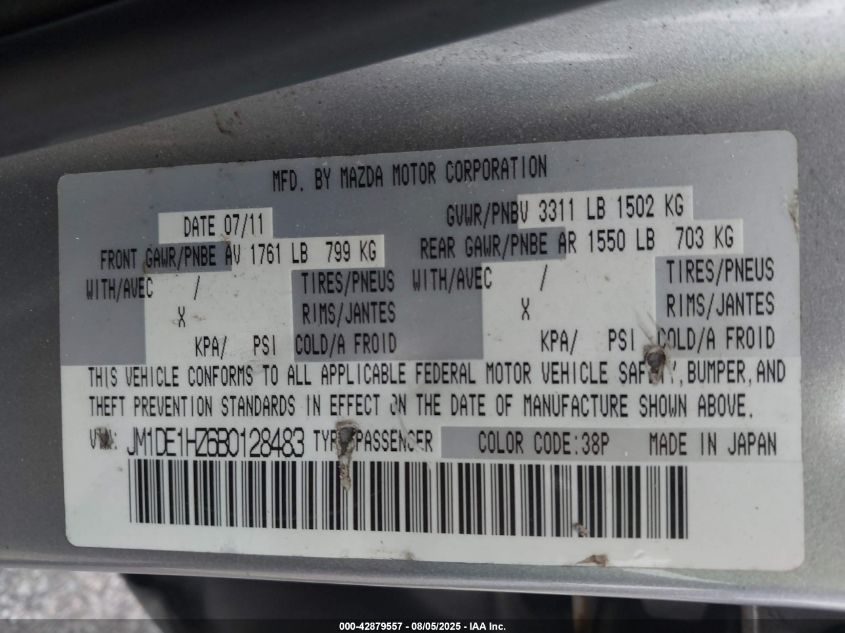 MFD. BY MAZDA MOTOR CORPORATION
DATE 07/11 GVWR/PNBV 3311 LB 1502 KG
FRONT GAWR/PNBE AV 1761 LB 799 KG REAR GAWR/PNBE AR 1550 LB 703 KG
WITH/AVEC / TIRES/PNEUS WITH/AVEC / TIRES/PNEUS
X RIMS/JANTES X RIMS/JANTES
KPA/ PSI COLD/A FROID KPA/ PSI COLD/A FROID
THIS VEHICLE CONFORMS TO ALL APPLICABLE FEDERAL MOTOR VEHICLE SAFETY, BUMPER, AND
THEFT PREVENTION STANDARDS IN EFFECT ON THE DATE OF MANUFACTURE SHOWN ABOVE.
VIN: JM1DE1HZ6B0128483 TYPE:PASSENGER COLOR CODE:38P MADE IN JAPAN
000-42879557 - 08/05/2025 - IAA Inc.